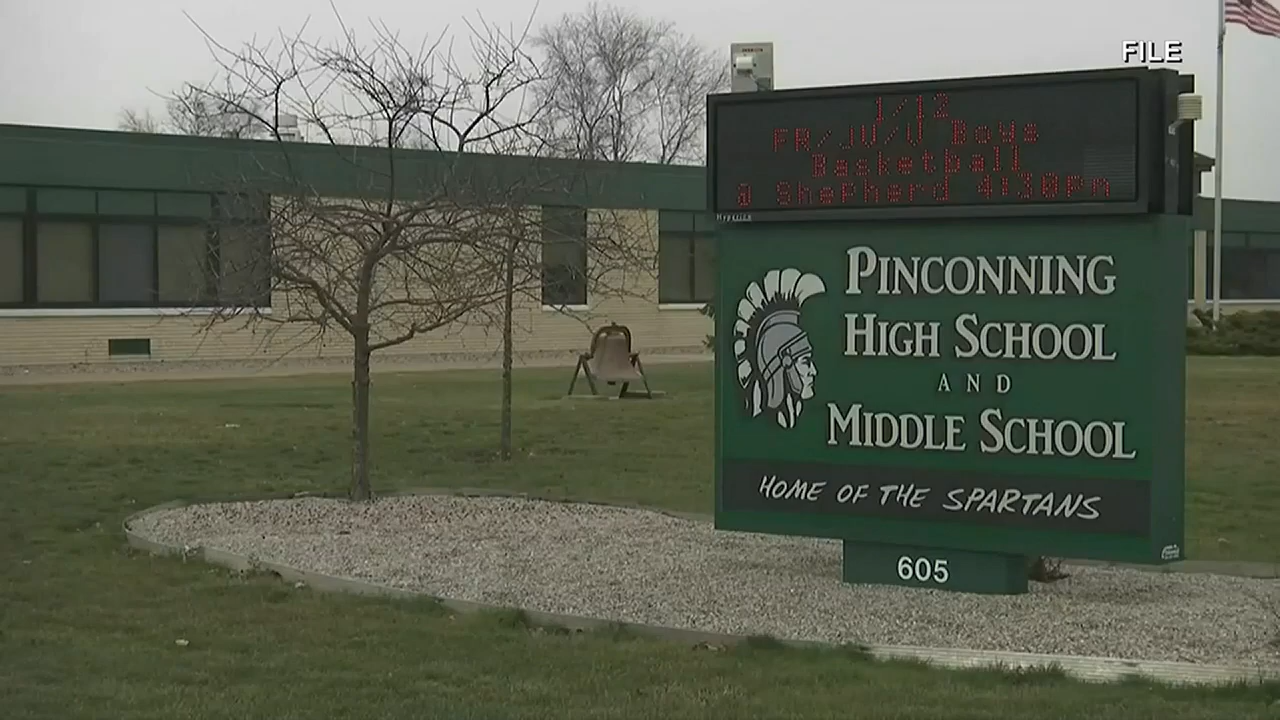 FILE
1/12
FR/JV/V Boys
Basketball
@ Shepherd 4:30pm
PINCONNING
HIGH SCHOOL
AND
MIDDLE SCHOOL
HOME OF THE SPARTANS
605